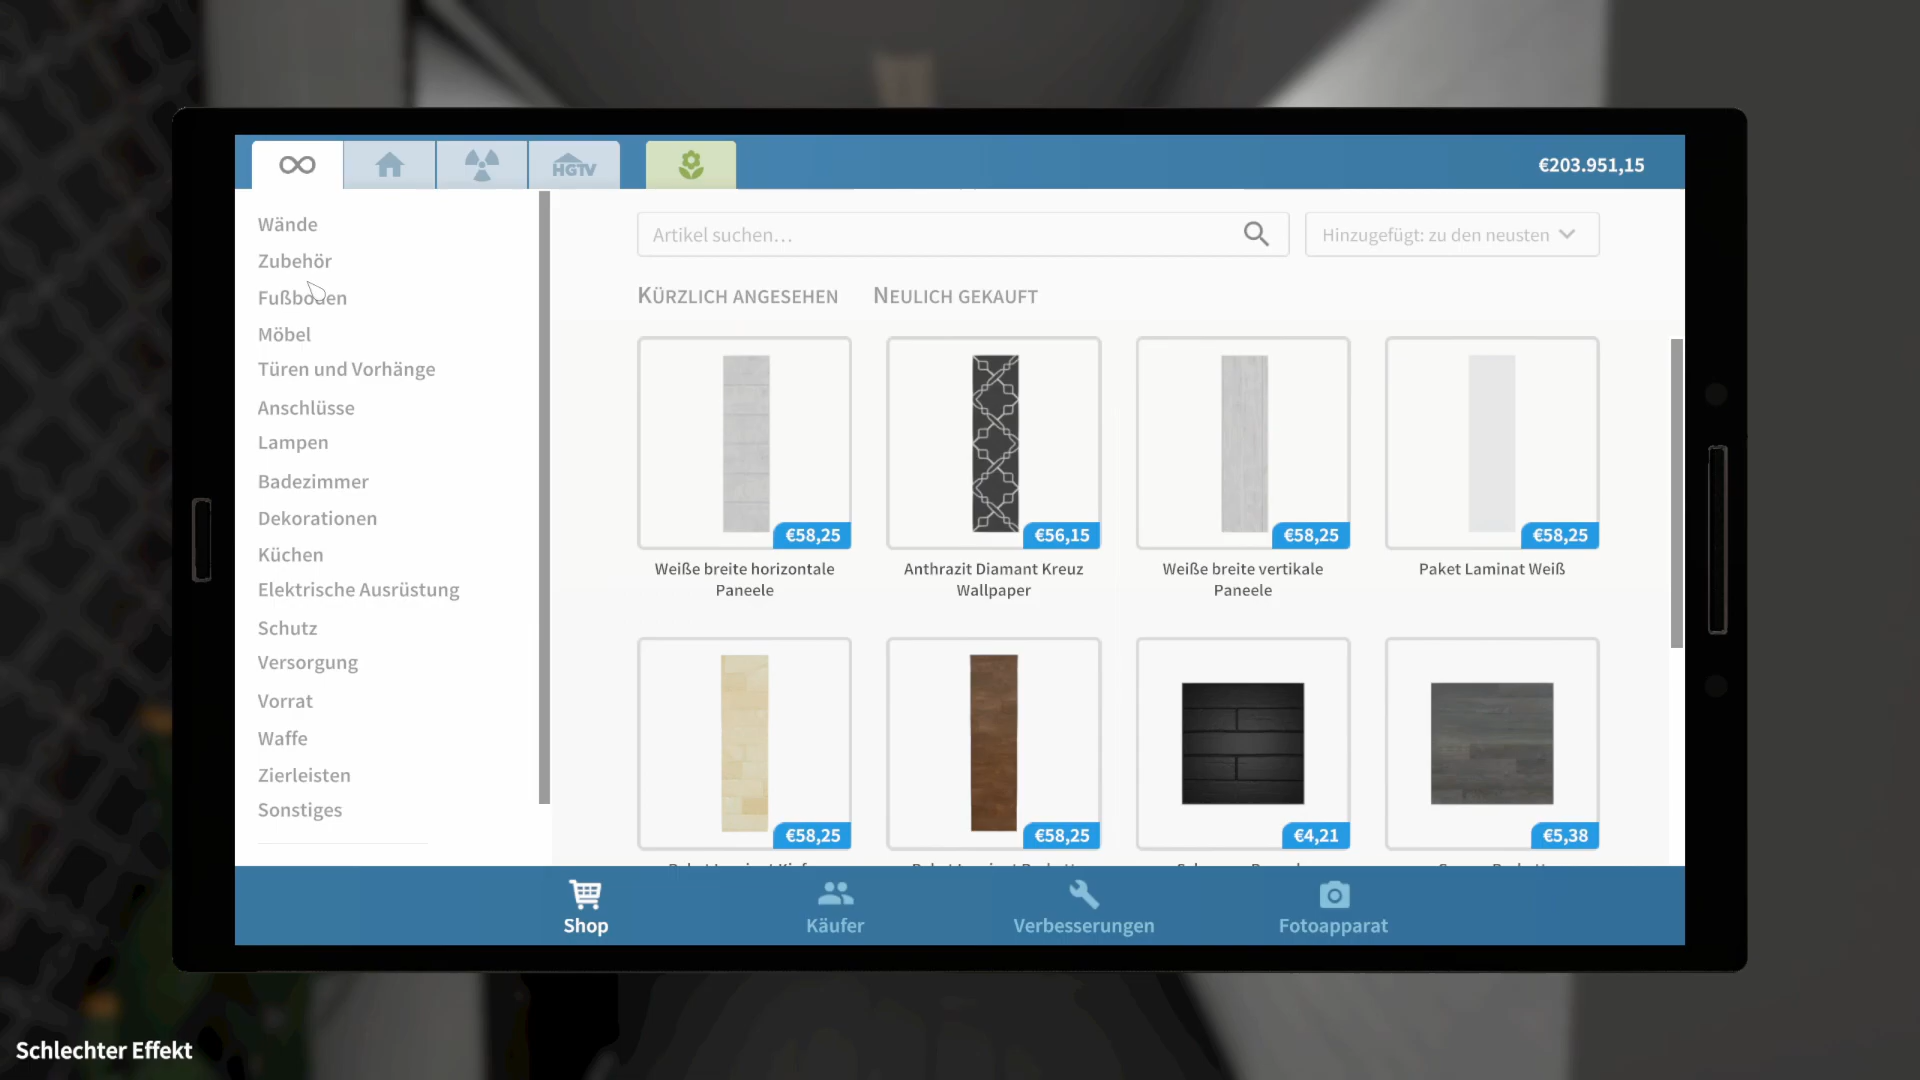 HGTV
€203.951,15
Wände
Zubehör
Fußboden
Möbel
Türen und Vorhänge
Anschlüsse
Lampen
Badezimmer
Dekorationen
Küchen
Elektrische Ausrüstung
Schutz
Versorgung
Vorrat
Waffe
Zierleisten
Sonstiges
Artikel suchen...
Hinzugefügt: zu den neusten
KÜRZLICH ANGESEHEN
NEULICH GEKAUFT
€58,25
€56,15
€58,25
€58,25
Weiße breite horizontale
Paneele
Anthrazit Diamant Kreuz
Wallpaper
Weiße breite vertikale
Paneele
Paket Laminat Weiß
€58,25
€58,25
€4,21
€5,38
Shop
Käufer
Verbesserungen
Fotoapparat
Schlechter Effekt